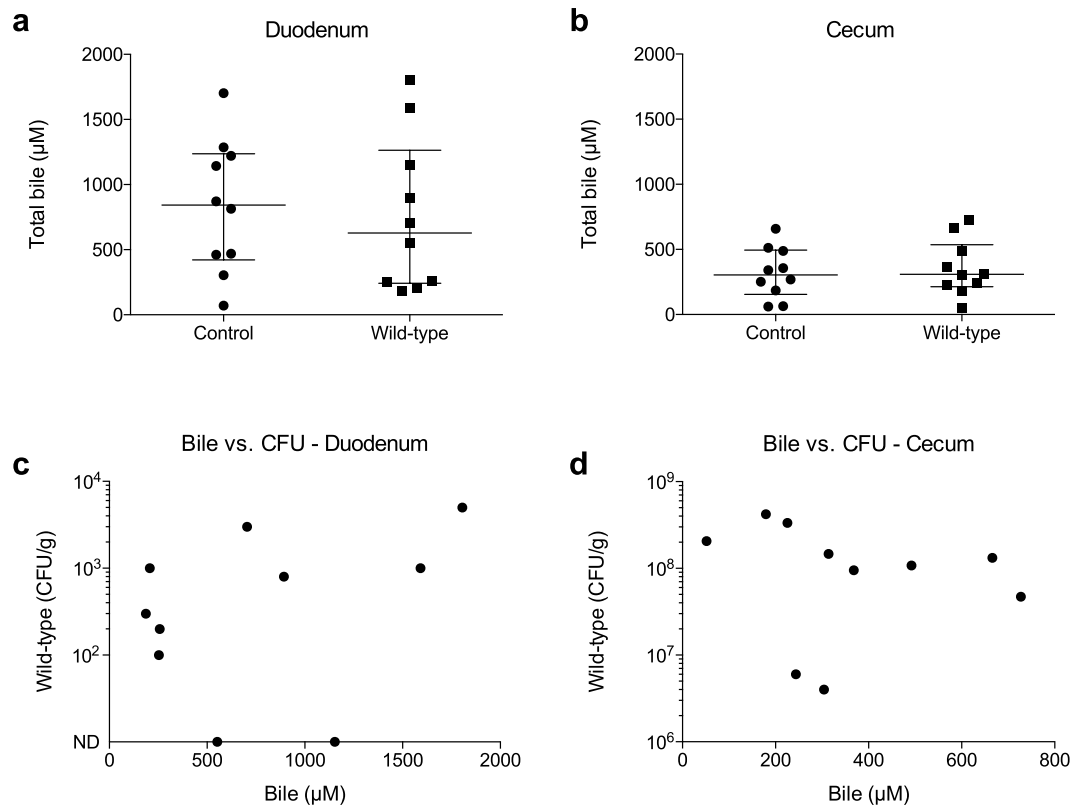 a
Duodenum
Total bile (µM)
2000
1500
1000
500
0
Control
Wild-type
b
Cecum
Total bile (µM)
2000
1500
1000
500
0
Control
Wild-type
c
Bile vs. CFU - Duodenum
Wild-type (CFU/g)
10⁴
10³
10²
ND
0
500
1000
1500
2000
Bile (µM)
d
Bile vs. CFU - Cecum
Wild-type (CFU/g)
10⁹
10⁸
10⁷
10⁶
0
200
400
600
800
Bile (µM)